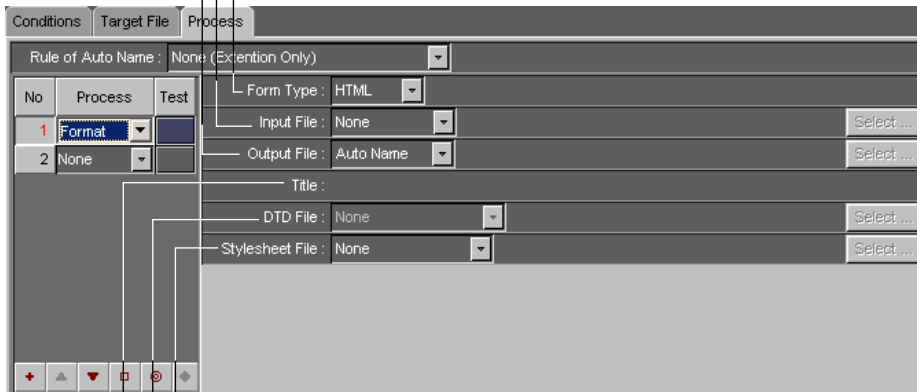 Conditions Target File Process
Rule of Auto Name : None (Extention Only)
No Process Test
1 Format
2 None
Form Type : HTML
Input File : None Select ...
Output File : Auto Name Select ...
Title :
DTD File : None Select ...
Stylesheet File : None Select ...